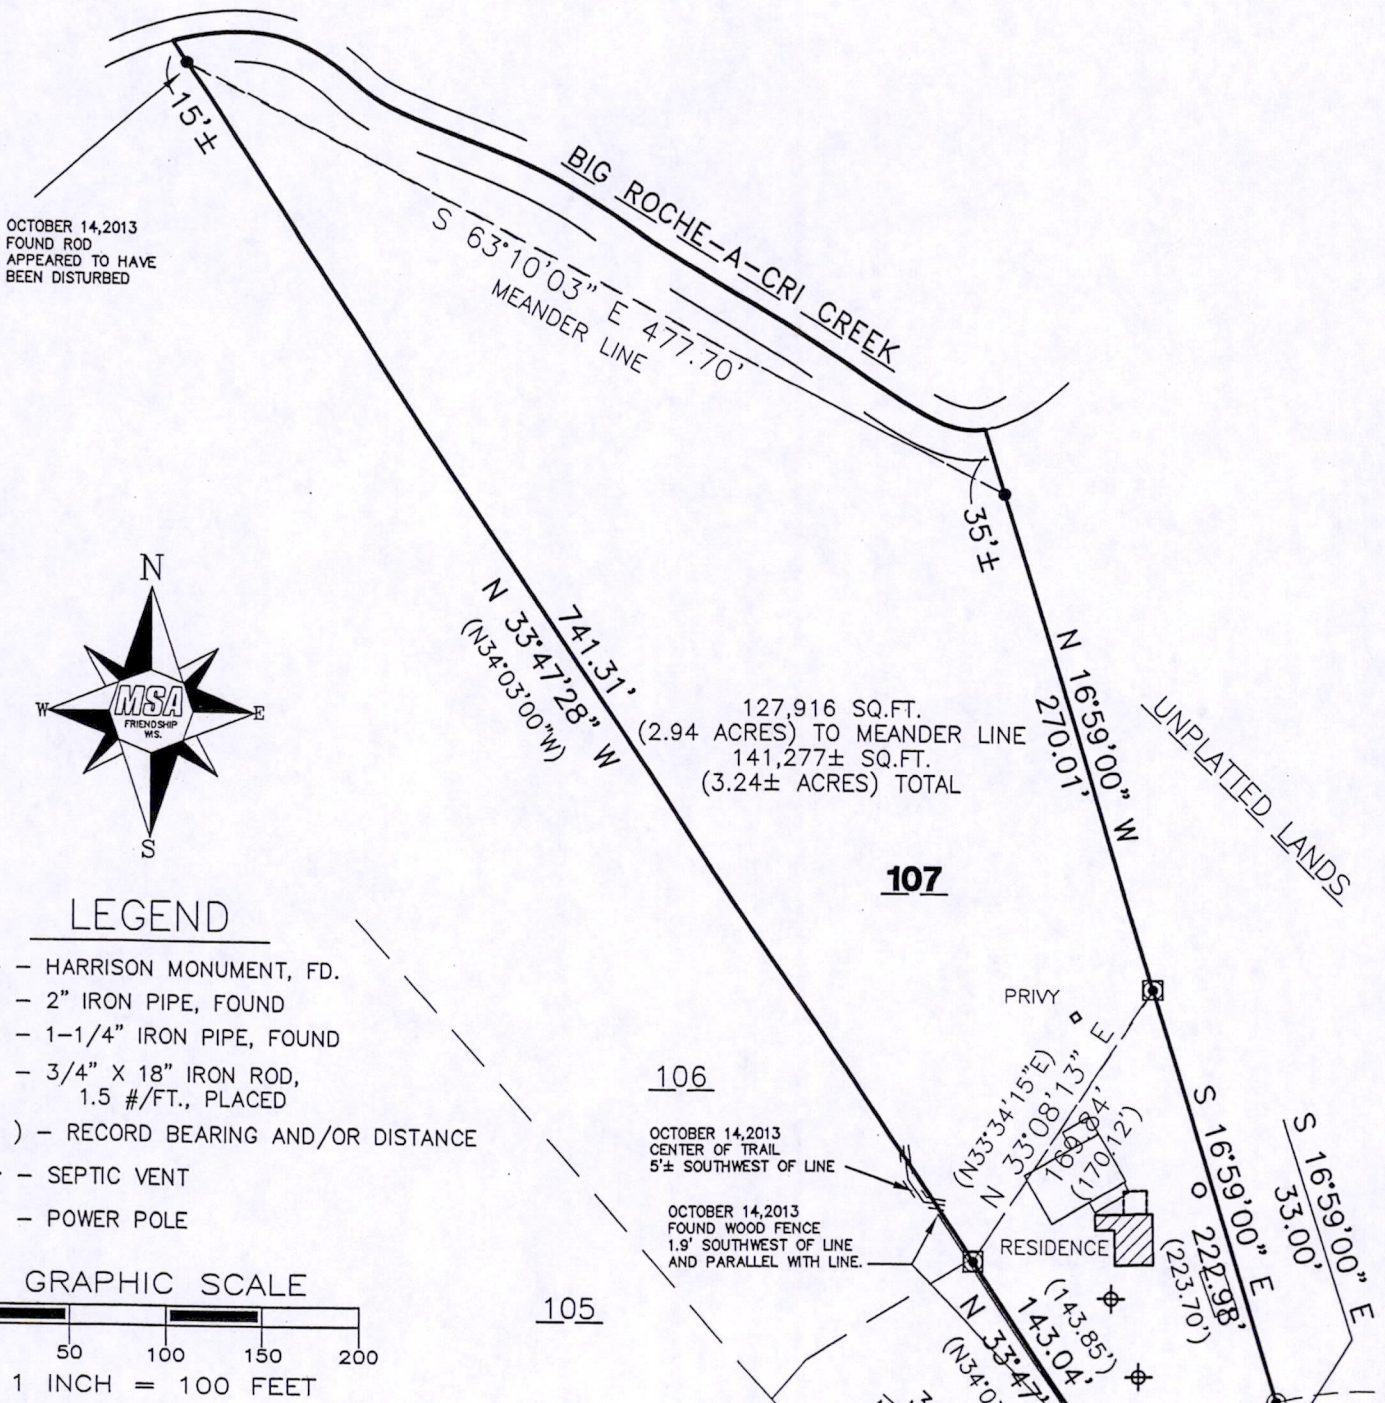 15'±
OCTOBER 14,2013
FOUND ROD
APPEARED TO HAVE
BEEN DISTURBED
BIG ROCHE-A-CRI CREEK
S 63°10'03" E 477.70'
MEANDER LINE
35'±
N
W
E
S
MSA
FRIENDSHIP
WIS.
741.31'
N 33°47'28" W
(N34°03'00"W)
N 16°59'00" W
270.01'
UNPLATTED LANDS
127,916 SQ.FT.
(2.94 ACRES) TO MEANDER LINE
141,277± SQ.FT.
(3.24± ACRES) TOTAL
107
LEGEND
- HARRISON MONUMENT, FD.
- 2" IRON PIPE, FOUND
- 1-1/4" IRON PIPE, FOUND
- 3/4" X 18" IRON ROD,
1.5 #/FT., PLACED
) - RECORD BEARING AND/OR DISTANCE
- SEPTIC VENT
- POWER POLE
GRAPHIC SCALE
50 100 150 200
1 INCH = 100 FEET
PRIVY
(N33°34'15"E)
N 33°08'13" E
169.84'
(170.12')
106
OCTOBER 14,2013
CENTER OF TRAIL
5'± SOUTHWEST OF LINE
OCTOBER 14,2013
FOUND WOOD FENCE
1.9' SOUTHWEST OF LINE
AND PARALLEL WITH LINE.
105
RESIDENCE
S 16°59'00" E
222.98'
(223.70')
S 16°59'00" E
33.00'
(143.85')
143.04'
N 33°47'
(N34°0